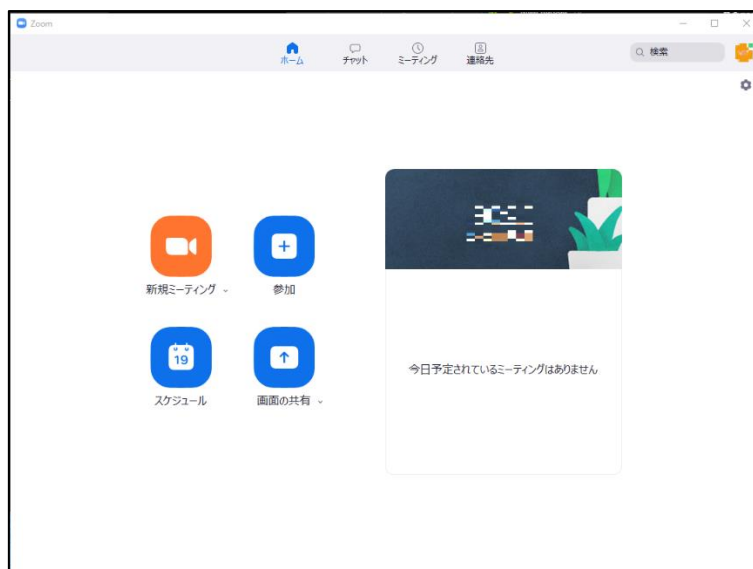 Zoom
ホーム
チャット
ミーティング
連絡先
検索
新規ミーティング
参加
19
スケジュール
画面の共有
今日予定されているミーティングはありません